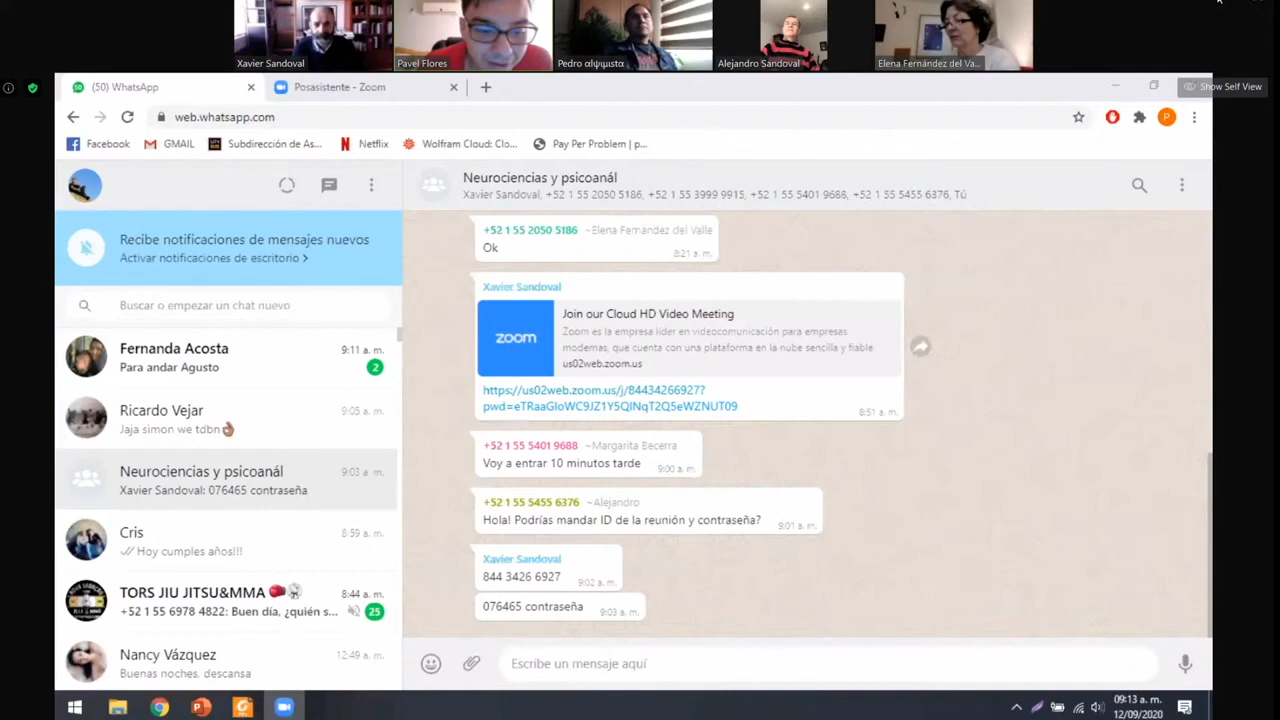 Xavier Sandoval
Pavel Flores
Pedro αψιμιστα
Alejandro Sandoval
Elena Fernández del Va...
Show Self View
(50) WhatsApp
Posasistente - Zoom
web.whatsapp.com
P
Facebook
GMAIL
Subdirección de As...
Netflix
Wolfram Cloud: Clo...
Pay Per Problem | p...
Neurociencias y psicoanál
Xavier Sandoval, +52 1 55 2050 5186, +52 1 55 3999 9915, +52 1 55 5401 9688, +52 1 55 5455 6376, Tú
Recibe notificaciones de mensajes nuevos
Activar notificaciones de escritorio
Buscar o empezar un chat nuevo
Fernanda Acosta 9:11 a. m.
Para andar Agusto 2
Ricardo Vejar 9:05 a. m.
Jaja simon we tdbn👌🏽
Neurociencias y psicoanál 9:03 a. m.
Xavier Sandoval: 076465 contraseña
Cris 8:59 a. m.
Hoy cumples años!!!
TORS JIU JITSU&MMA 8:44 a. m.
+52 1 55 6978 4822: Buen día, ¿quién s... 25
Nancy Vázquez 12:49 a. m.
Buenas noches, descansa
+52 1 55 2050 5186 ~Elena Fernández del Valle
Ok 8:21 a. m.
Xavier Sandoval
zoom
Join our Cloud HD Video Meeting
Zoom es la empresa líder en videocomunicación para empresas
modernas, que cuenta con una plataforma en la nube sencilla y fiable
us02web.zoom.us
https://us02web.zoom.us/j/84434266927?
pwd=eTRaaGloWC9JZ1Y5QlNqT2Q5eWZNUT09 8:51 a. m.
+52 1 55 5401 9688 ~Margarita Becerra
Voy a entrar 10 minutos tarde 9:00 a. m.
+52 1 55 5455 6376 ~Alejandro
Hola! Podrías mandar ID de la reunión y contraseña? 9:01 a. m.
Xavier Sandoval
844 3426 6927 9:02 a. m.
076465 contraseña 9:03 a. m.
Escribe un mensaje aquí
09:13 a. m.
12/09/2020